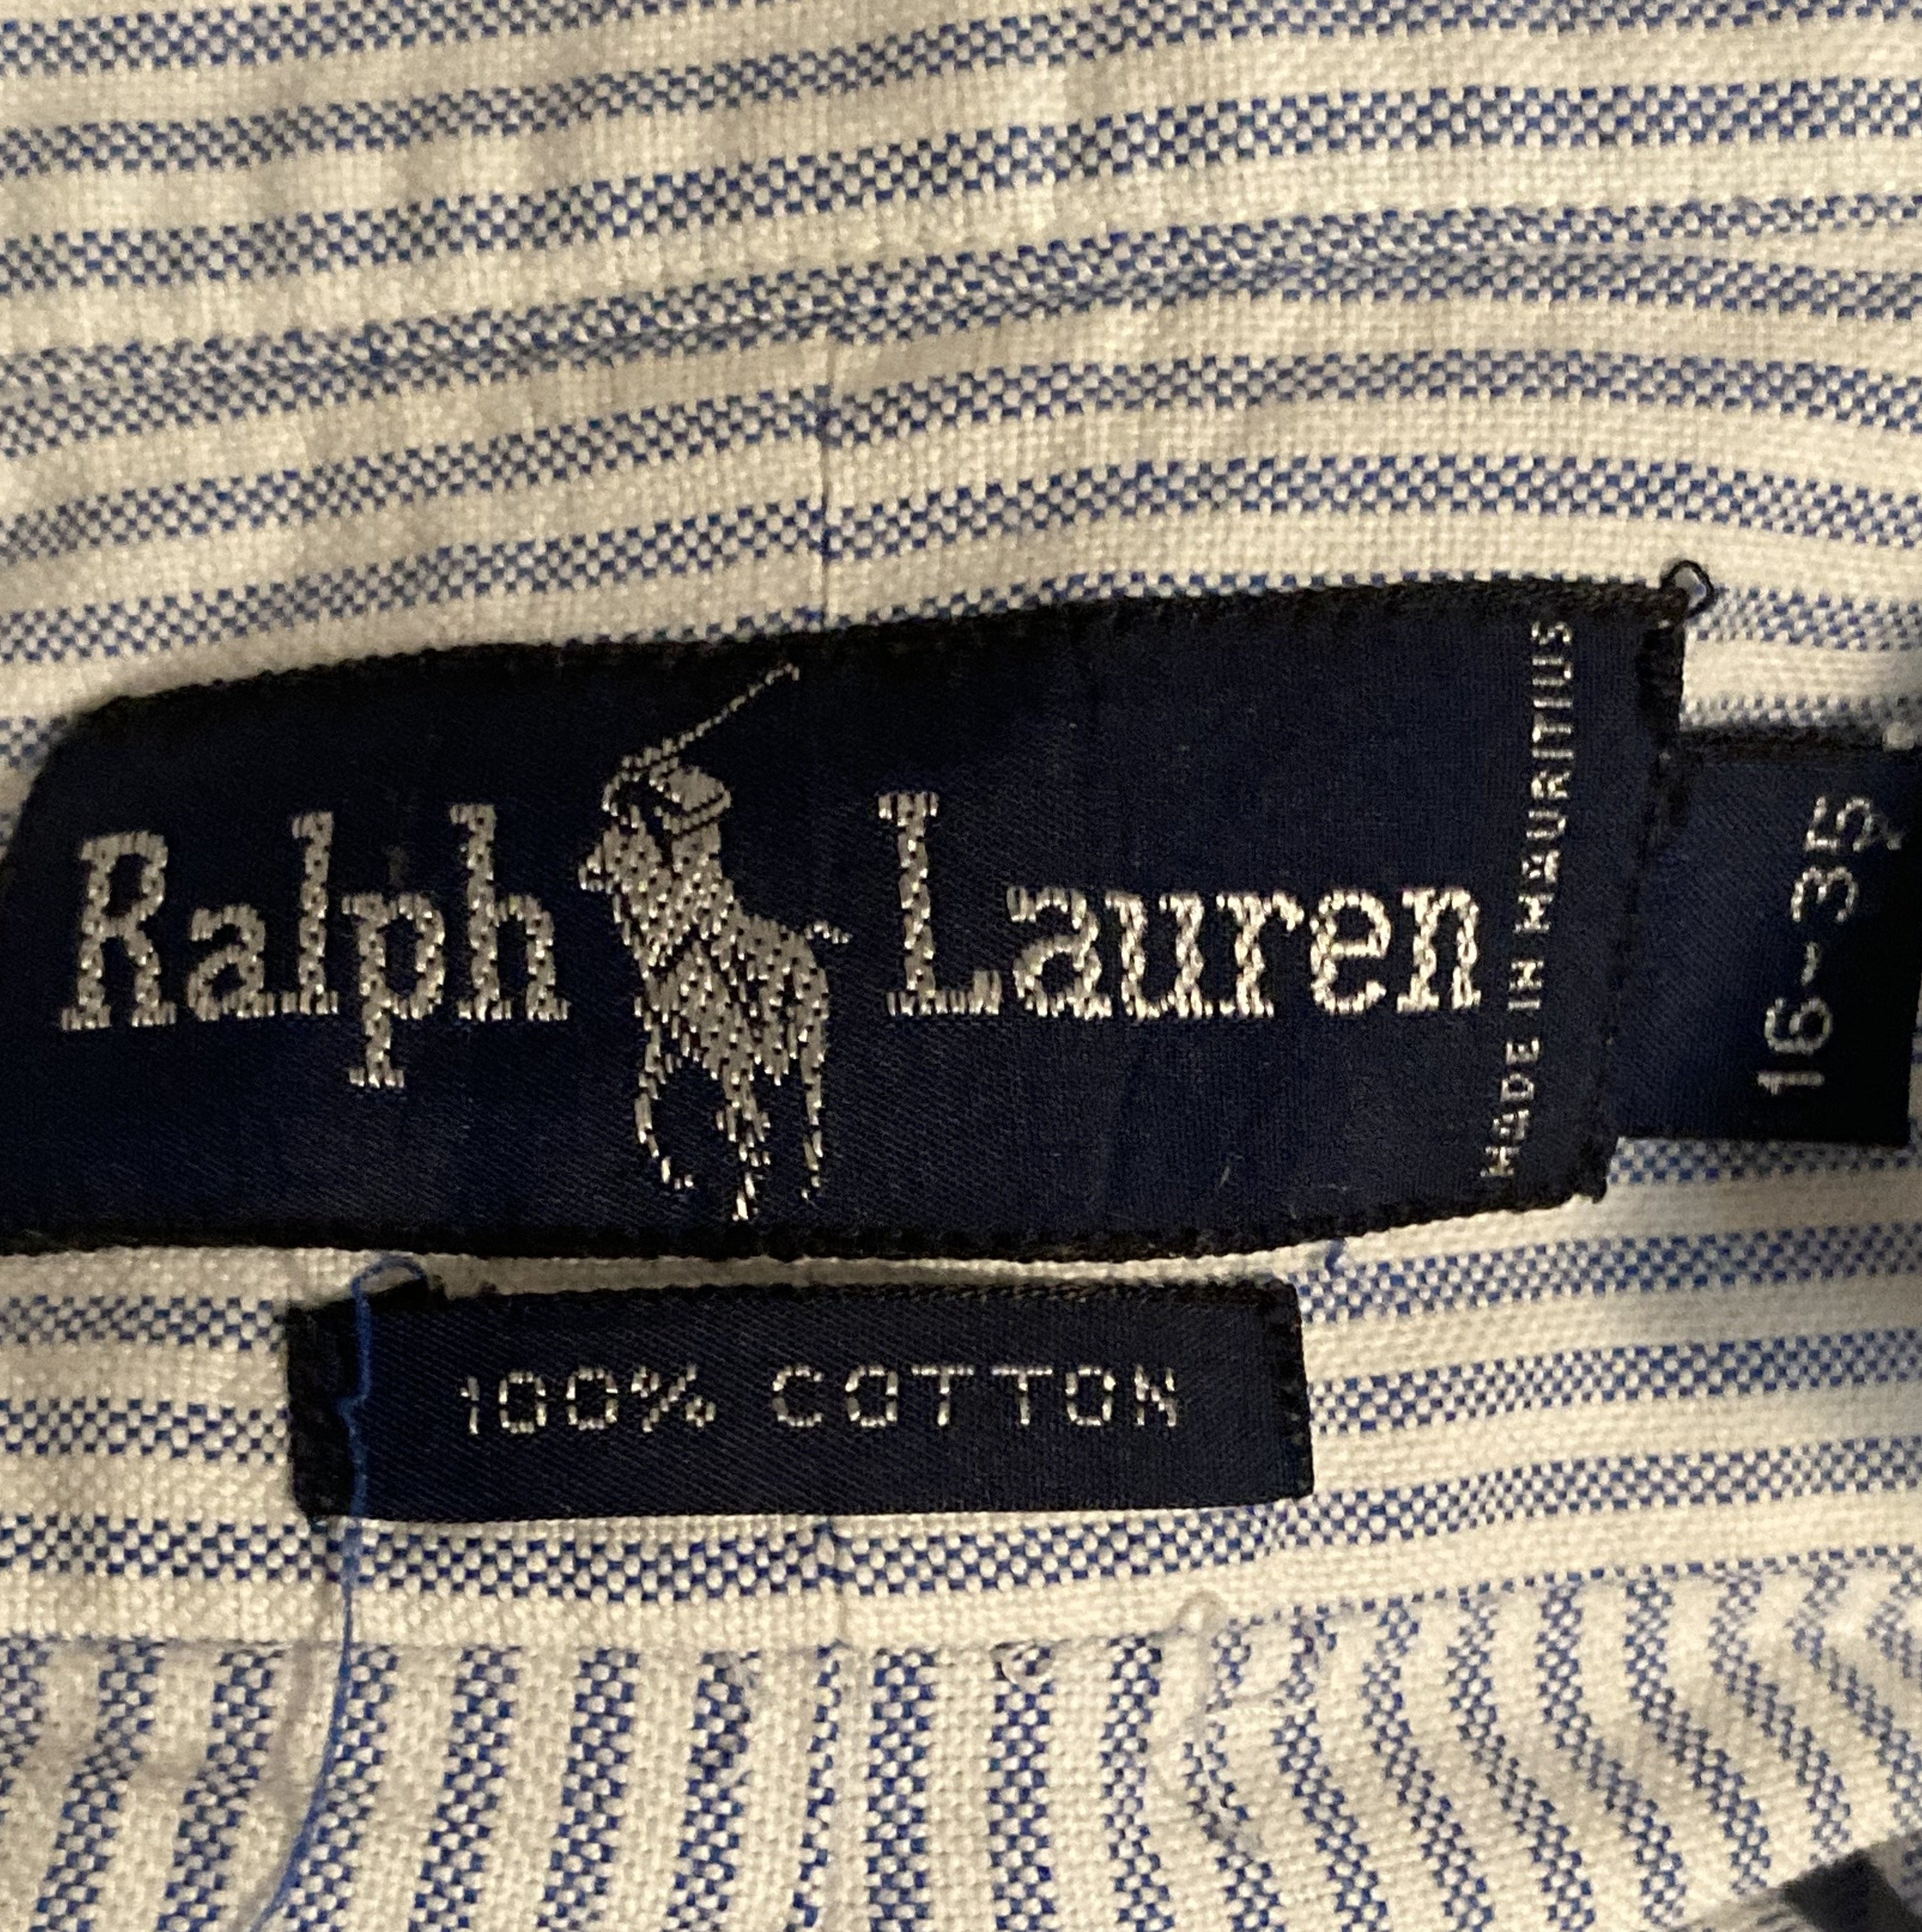 Ralph Lauren
MADE IN MAURITIUS
16-35
100% COTTON